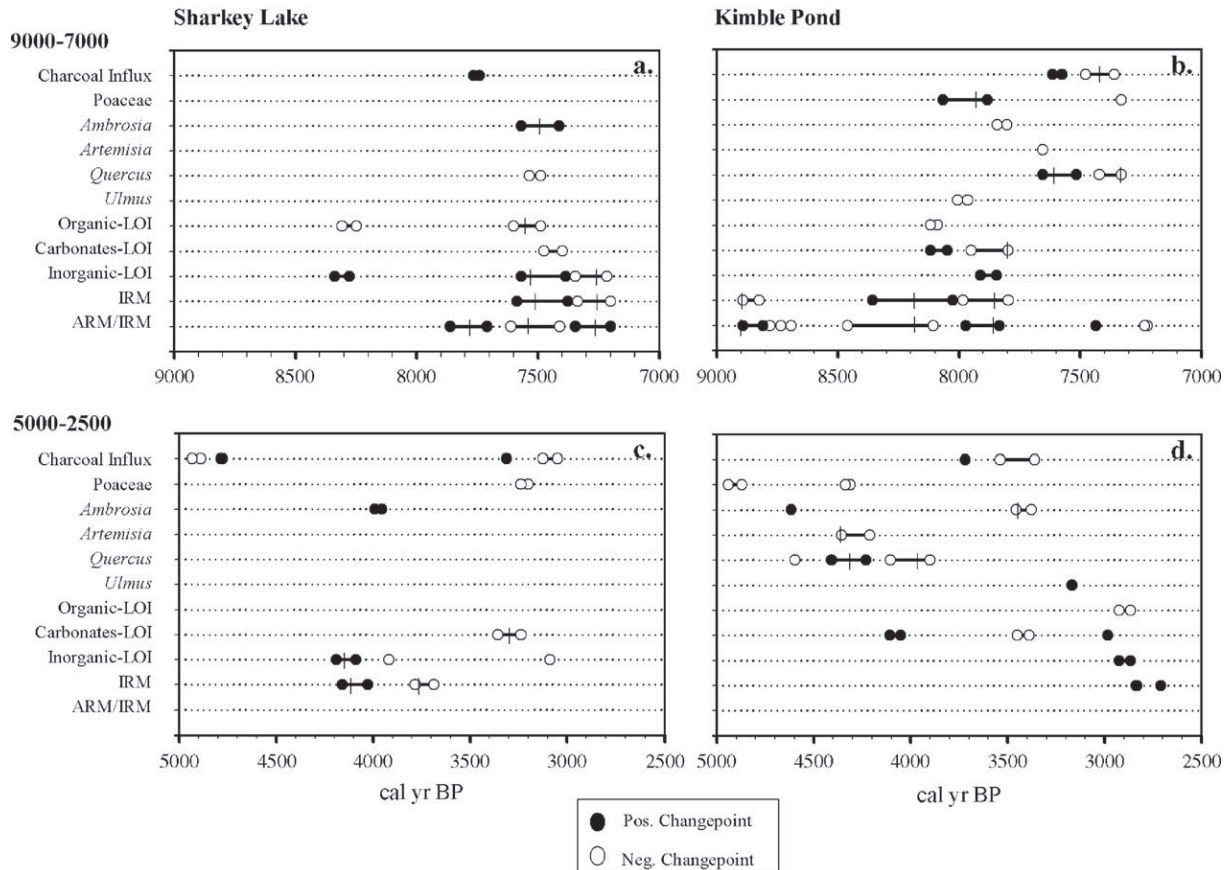 Sharkey Lake
Kimble Pond
9000-7000
a.
b.
Charcoal Influx
Poaceae
Ambrosia
Artemisia
Quercus
Ulmus
Organic-LOI
Carbonates-LOI
Inorganic-LOI
IRM
ARM/IRM
9000 8500 8000 7500 7000
9000 8500 8000 7500 7000
5000-2500
c.
d.
Charcoal Influx
Poaceae
Ambrosia
Artemisia
Quercus
Ulmus
Organic-LOI
Carbonates-LOI
Inorganic-LOI
IRM
ARM/IRM
5000 4500 4000 3500 3000 2500
5000 4500 4000 3500 3000 2500
cal yr BP
cal yr BP
Pos. Changepoint
Neg. Changepoint